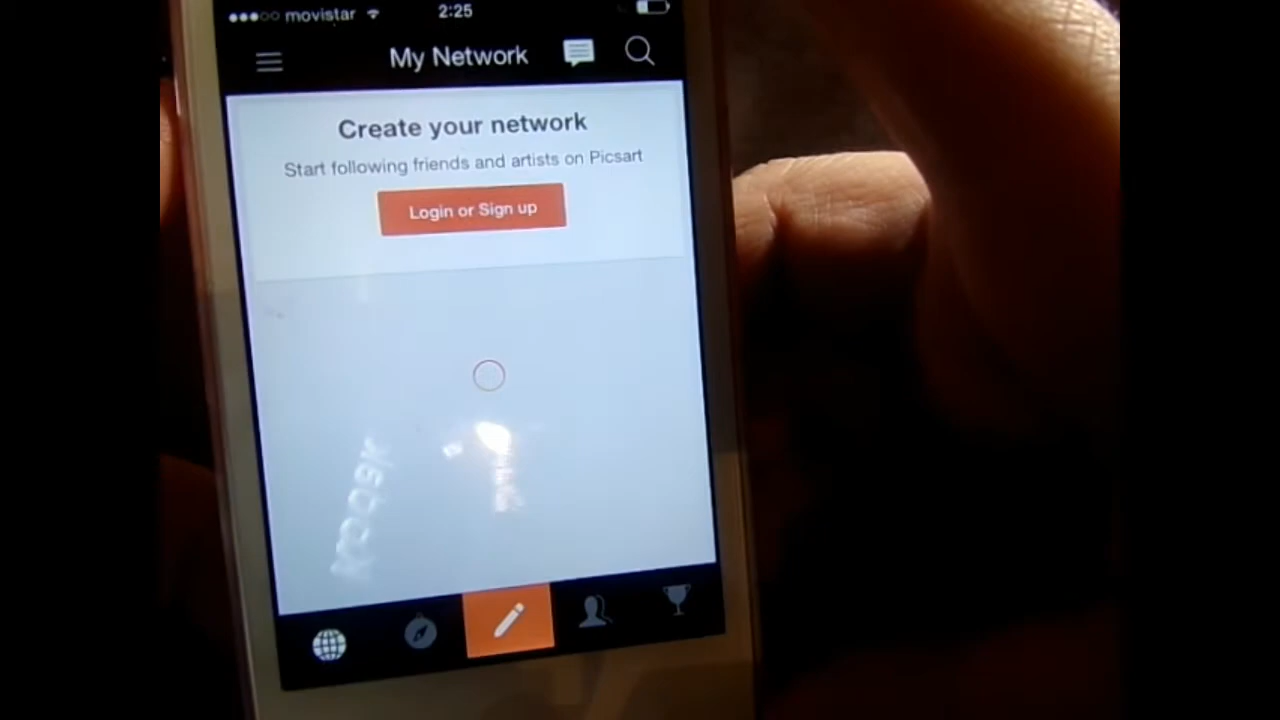 movistar 2:25
My Network
Create your network
Start following friends and artists on Picsart
Login or Sign up